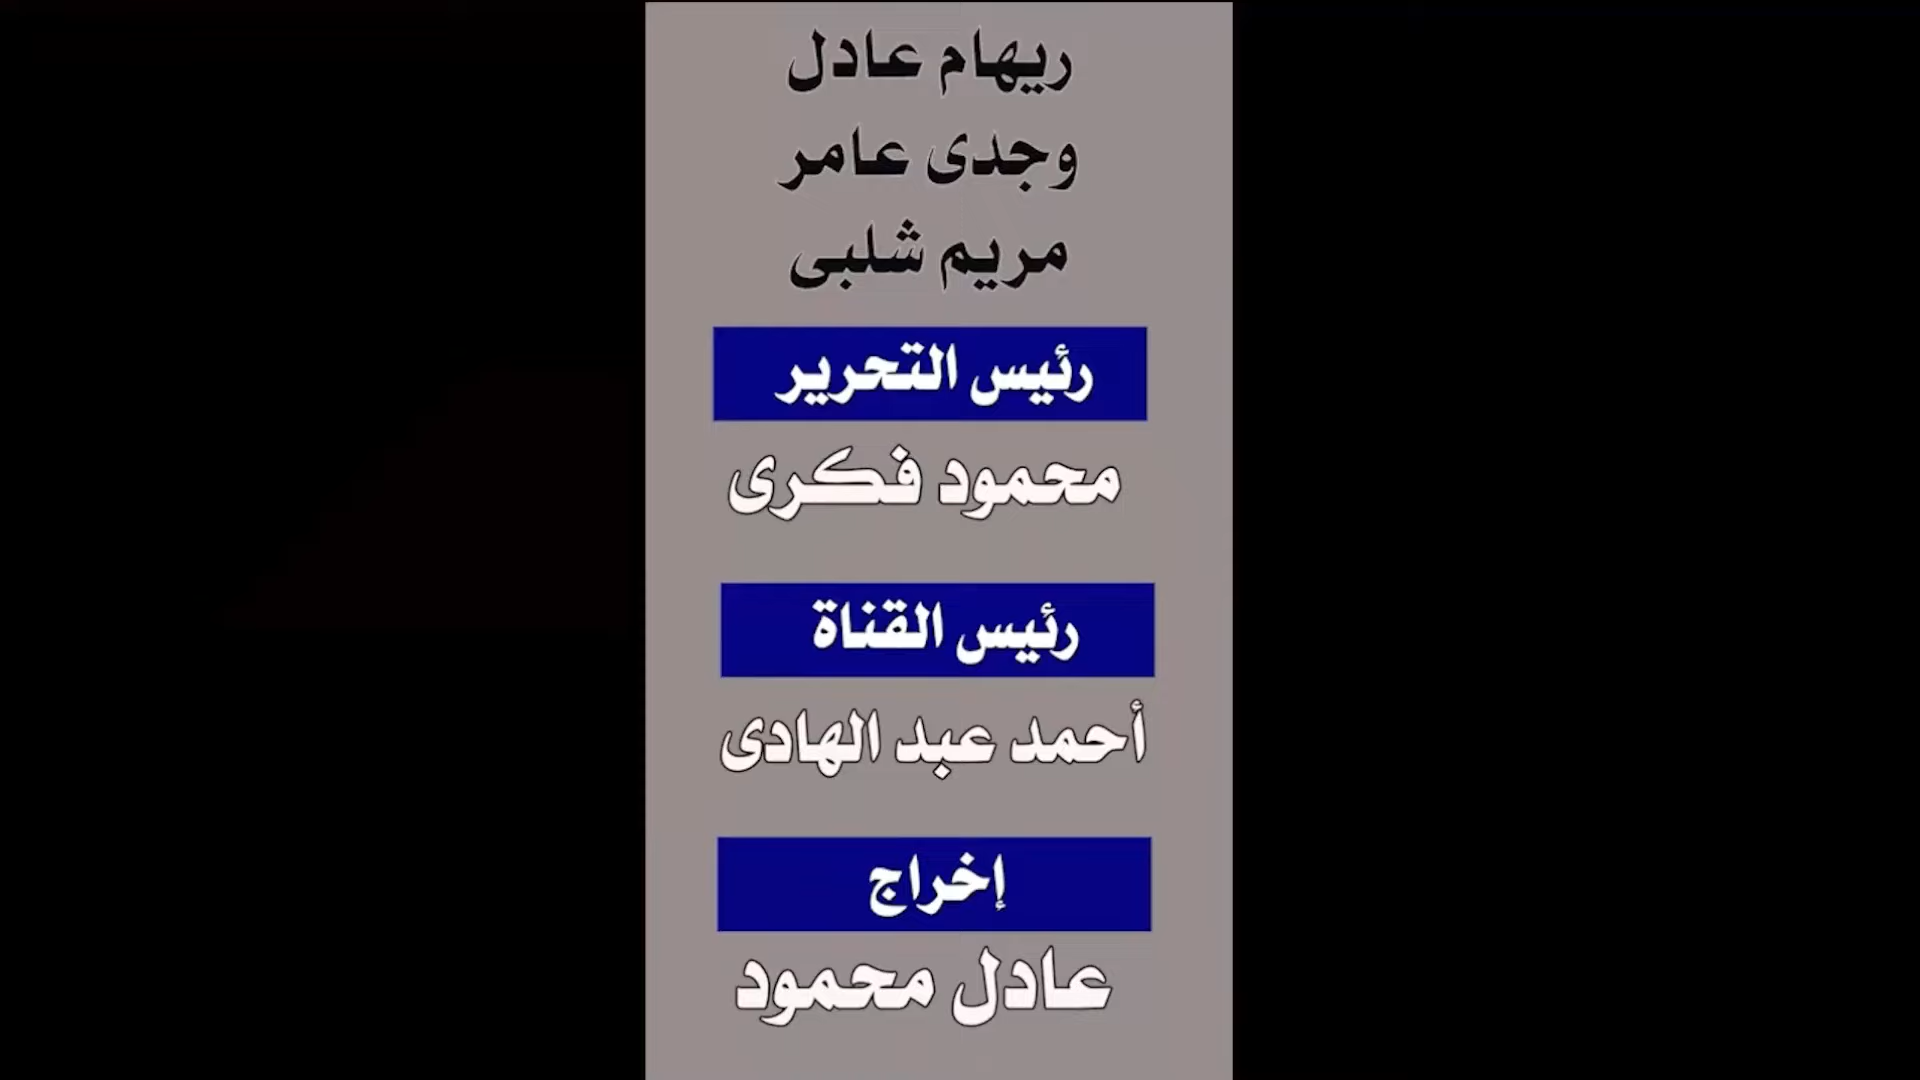 ريهام عادل
وجدى عامر
مريم شلبى
رئيس التحرير
محمود فكرى
رئيس القناة
أحمد عبد الهادى
إخراج
عادل محمود